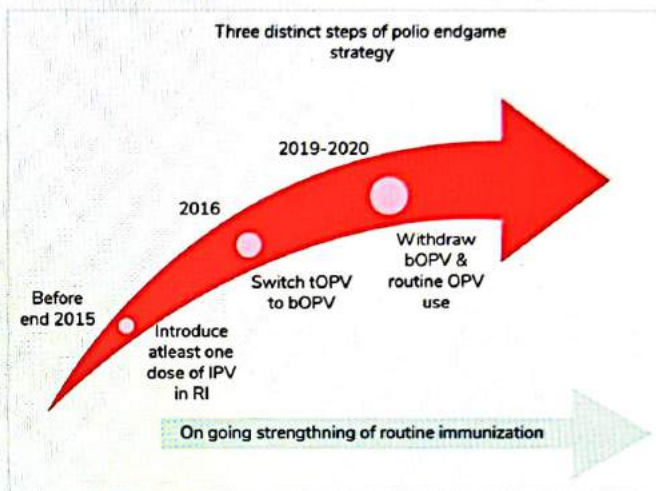 Three distinct steps of polio endgame
strategy
2019-2020
2016
Withdraw
bOPV &
routine OPV
use
Switch tOPV
to bOPV
Before
end 2015
Introduce
atleast one
dose of IPV
in RI
On going strengthning of routine immunization